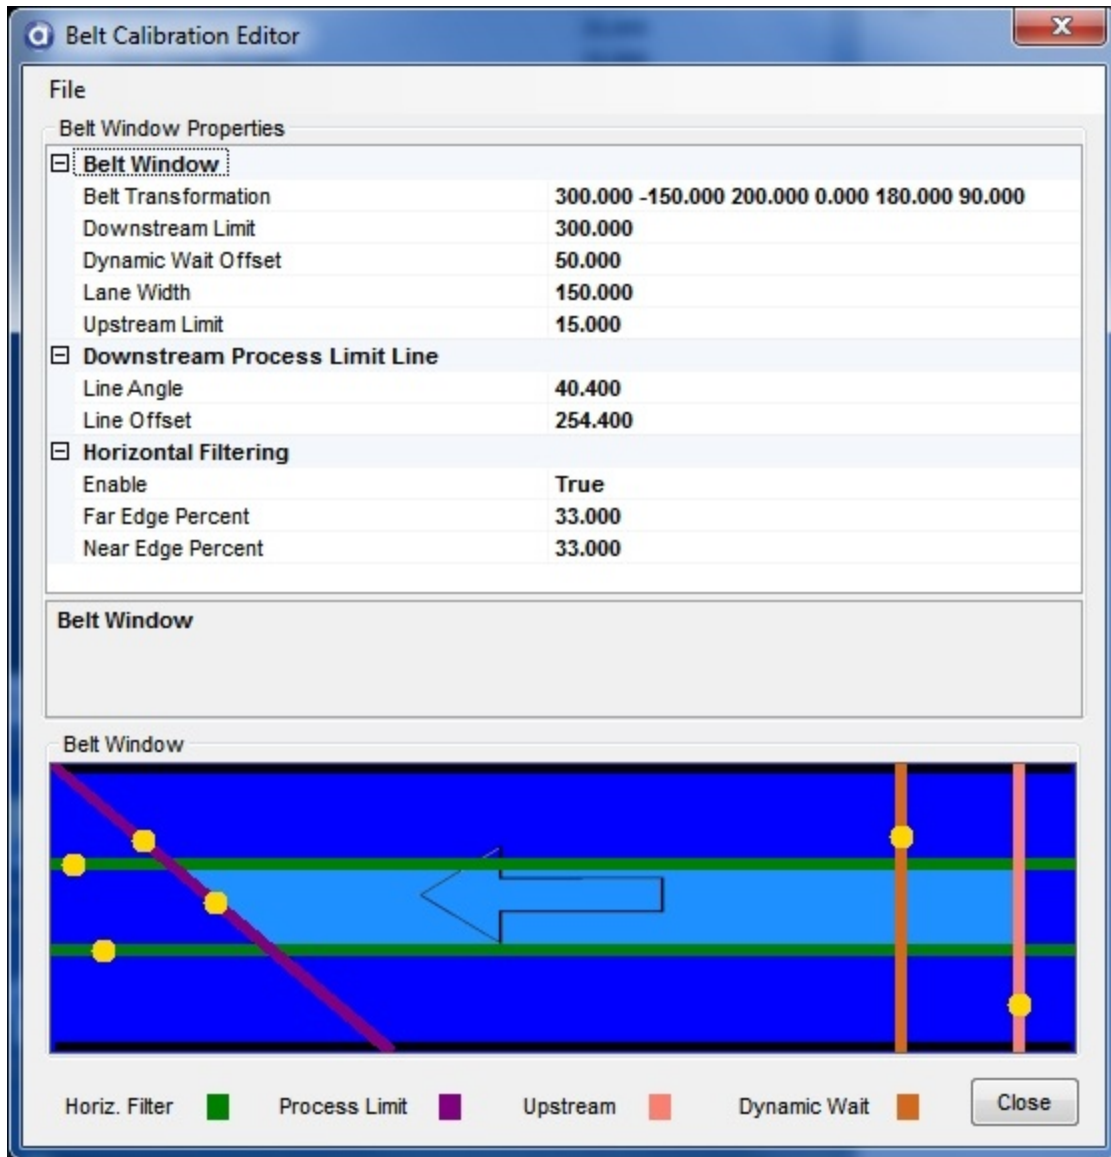 Belt Calibration Editor
File
Belt Window Properties
Belt Window
Belt Transformation 300.000 -150.000 200.000 0.000 180.000 90.000
Downstream Limit 300.000
Dynamic Wait Offset 50.000
Lane Width 150.000
Upstream Limit 15.000
Downstream Process Limit Line
Line Angle 40.400
Line Offset 254.400
Horizontal Filtering
Enable True
Far Edge Percent 33.000
Near Edge Percent 33.000
Belt Window
Belt Window
Horiz. Filter Process Limit Upstream Dynamic Wait Close